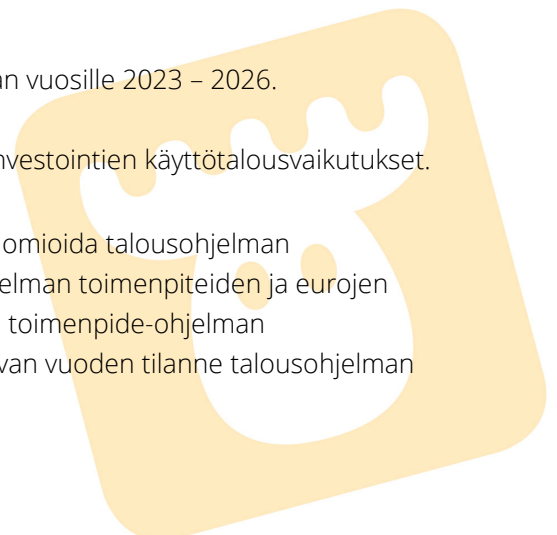 an vuosille 2023 – 2026.
nvestointien käyttötalousvaikutukset.
omioida talousohjelman
elman toimenpiteiden ja eurojen
toimenpide-ohjelman
van vuoden tilanne talousohjelman